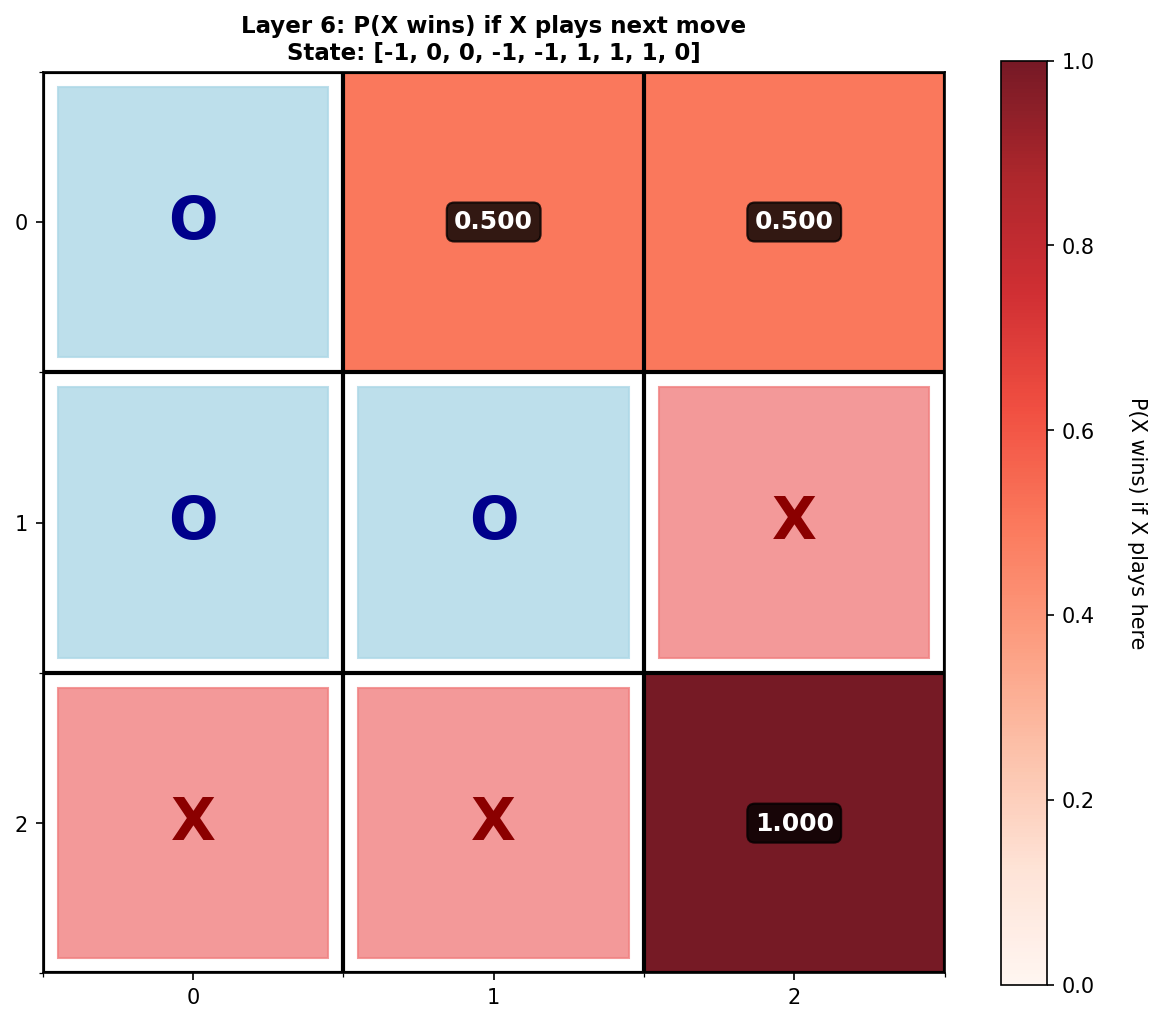 Layer 6: P(X wins) if X plays next move
State: [-1, 0, 0, -1, -1, 1, 1, 1, 0]
1.0
0
O
0.500
0.500
0.8
0.6
1
O
O
X
P(X wins) if X plays here
0.4
2
X
X
1.000
0.2
0.0
0
1
2